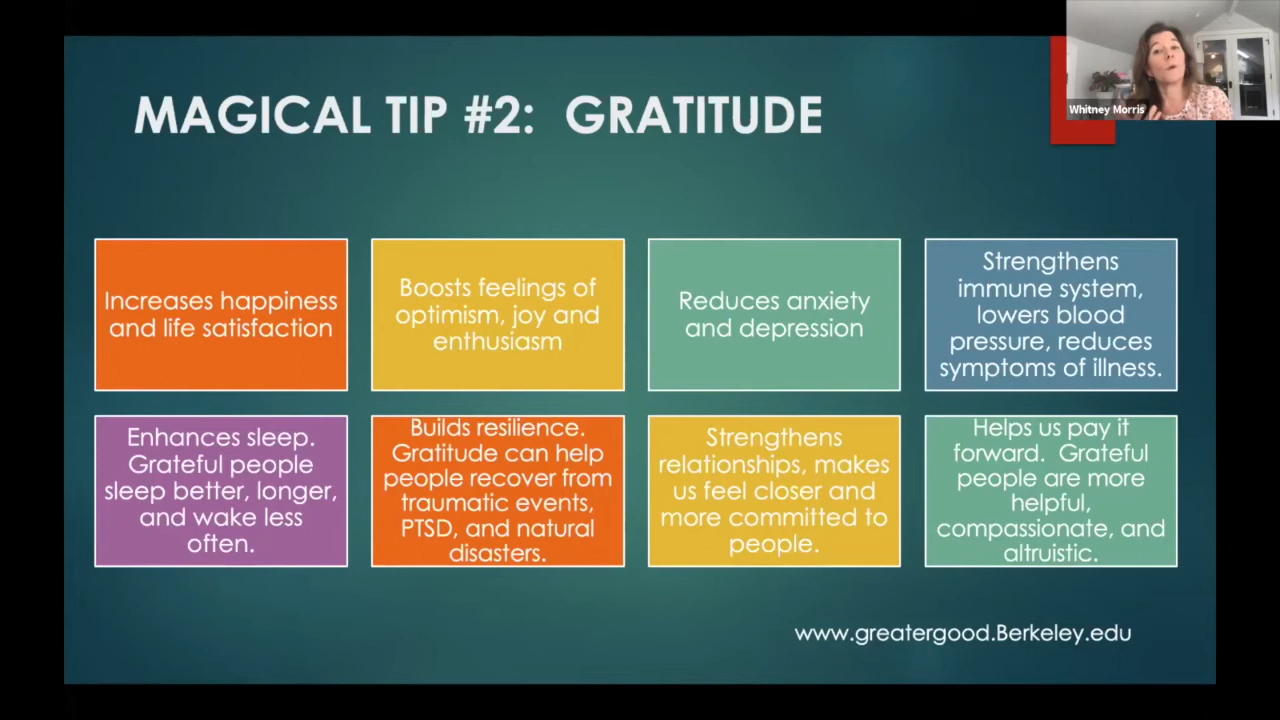 MAGICAL TIP #2: GRATITUDE
Whitney Morris
Increases happiness
and life satisfaction
Boosts feelings of
optimism, joy and
enthusiasm
Reduces anxiety
and depression
Strengthens
immune system,
lowers blood
pressure, reduces
symptoms of illness.
Enhances sleep.
Grateful people
sleep better, longer,
and wake less
often.
Builds resilience.
Gratitude can help
people recover from
traumatic events,
PTSD, and natural
disasters.
Strengthens
relationships, makes
us feel closer and
more committed to
people.
Helps us pay it
forward. Grateful
people are more
helpful,
compassionate, and
altruistic.
www.greatergood.Berkeley.edu